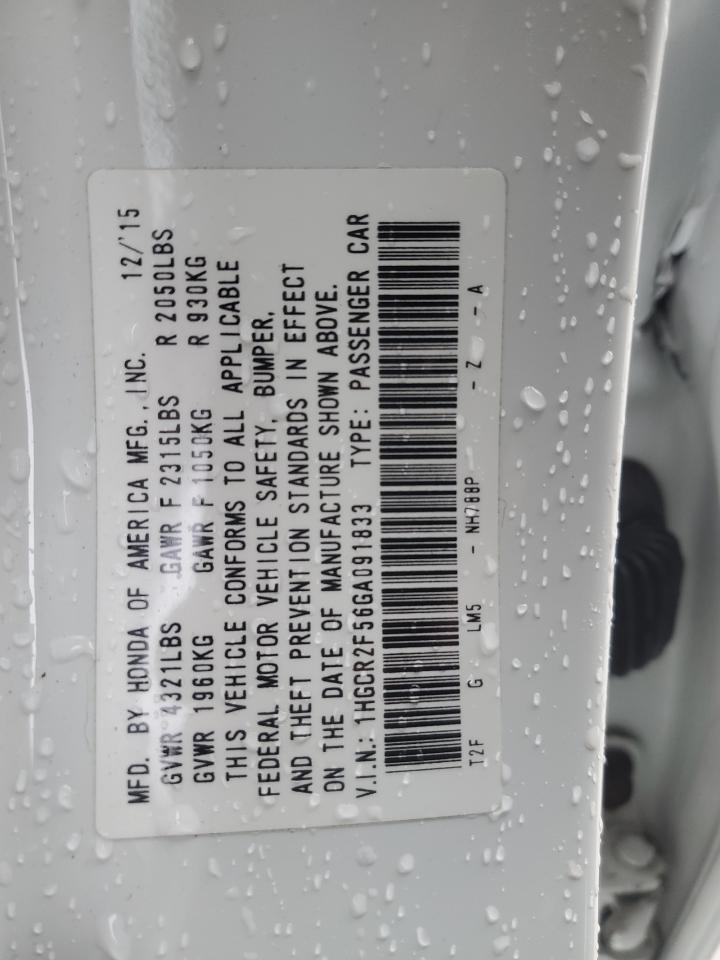 MFD. BY HONDA OF AMERICA MFG., INC. 12/'15
GVWR 4321LBS GAWR F 2315LBS R 2050LBS
GVWR 1960KG GAWR F 1050KG R 930KG
THIS VEHICLE CONFORMS TO ALL APPLICABLE
FEDERAL MOTOR VEHICLE SAFETY, BUMPER,
AND THEFT PREVENTION STANDARDS IN EFFECT
ON THE DATE OF MANUFACTURE SHOWN ABOVE.
V.I.N.: 1HGCR2F56GA091833 TYPE: PASSENGER CAR
T2F G LM5 - NH788P - Z - A